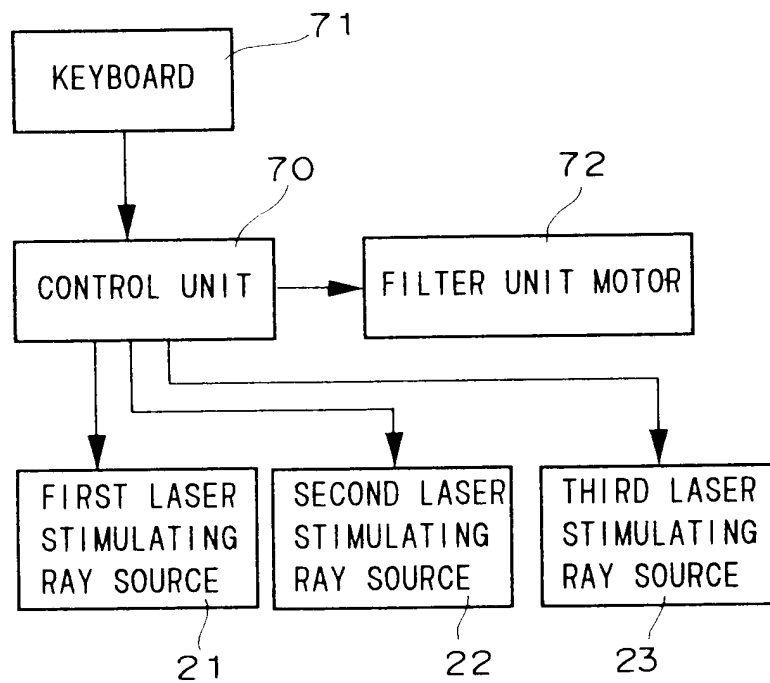 71
KEYBOARD
70
72
CONTROL UNIT
FILTER UNIT MOTOR
FIRST LASER
STIMULATING
RAY SOURCE
SECOND LASER
STIMULATING
RAY SOURCE
THIRD LASER
STIMULATING
RAY SOURCE
21
22
23